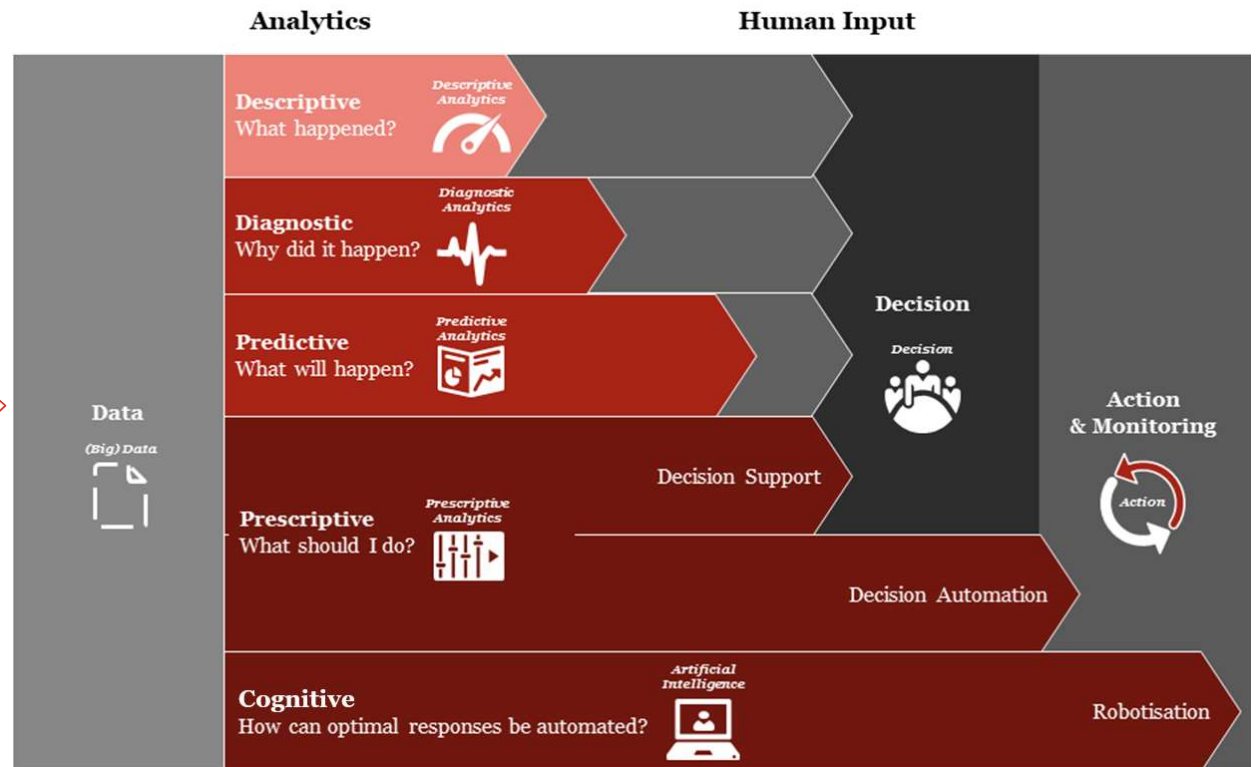 Analytics
Human Input
Descriptive
What happened?
Descriptive
Analytics
Diagnostic
Why did it happen?
Diagnostic
Analytics
Predictive
What will happen?
Predictive
Analytics
Decision
Decision
Data
(Big) Data
Action
& Monitoring
Action
Decision Support
Prescriptive
What should I do?
Prescriptive
Analytics
Decision Automation
Cognitive
How can optimal responses be automated?
Artificial
Intelligence
Robotisation